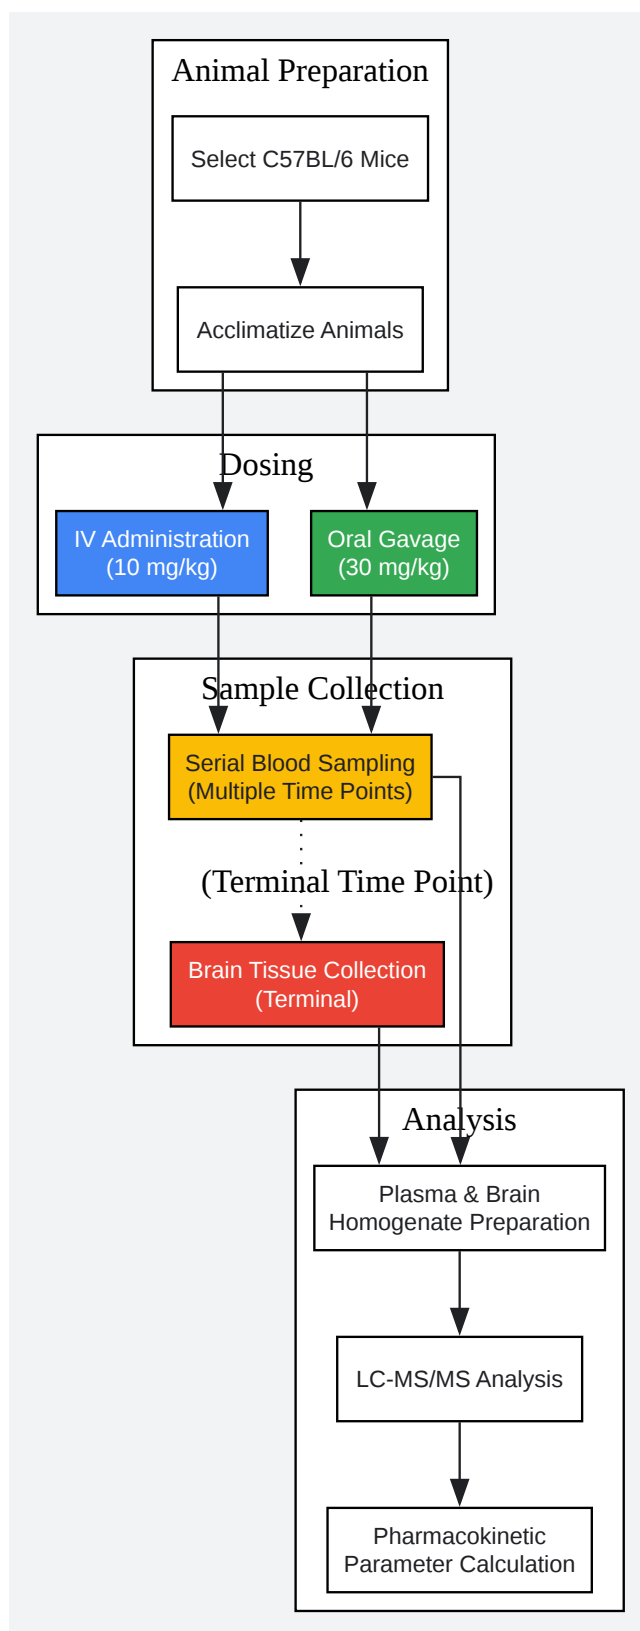 Animal Preparation
Select C57BL/6 Mice
Acclimatize Animals
Dosing
IV Administration
(10 mg/kg)
Oral Gavage
(30 mg/kg)
Sample Collection
Serial Blood Sampling
(Multiple Time Points)
(Terminal Time Point)
Brain Tissue Collection
(Terminal)
Analysis
Plasma & Brain
Homogenate Preparation
LC-MS/MS Analysis
Pharmacokinetic
Parameter Calculation